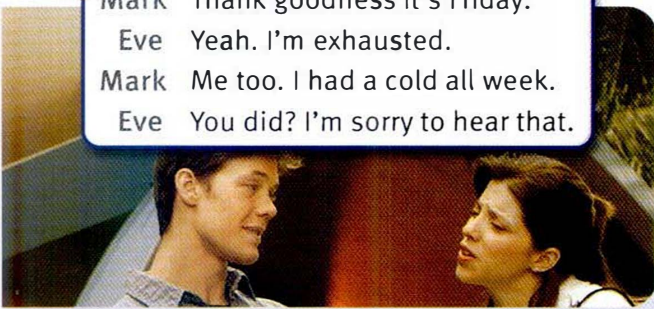 Mark Thank goodness it's Friday.
Eve Yeah. I'm exhausted.
Mark Me too. I had a cold all week.
Eve You did? I'm sorry to hear that.